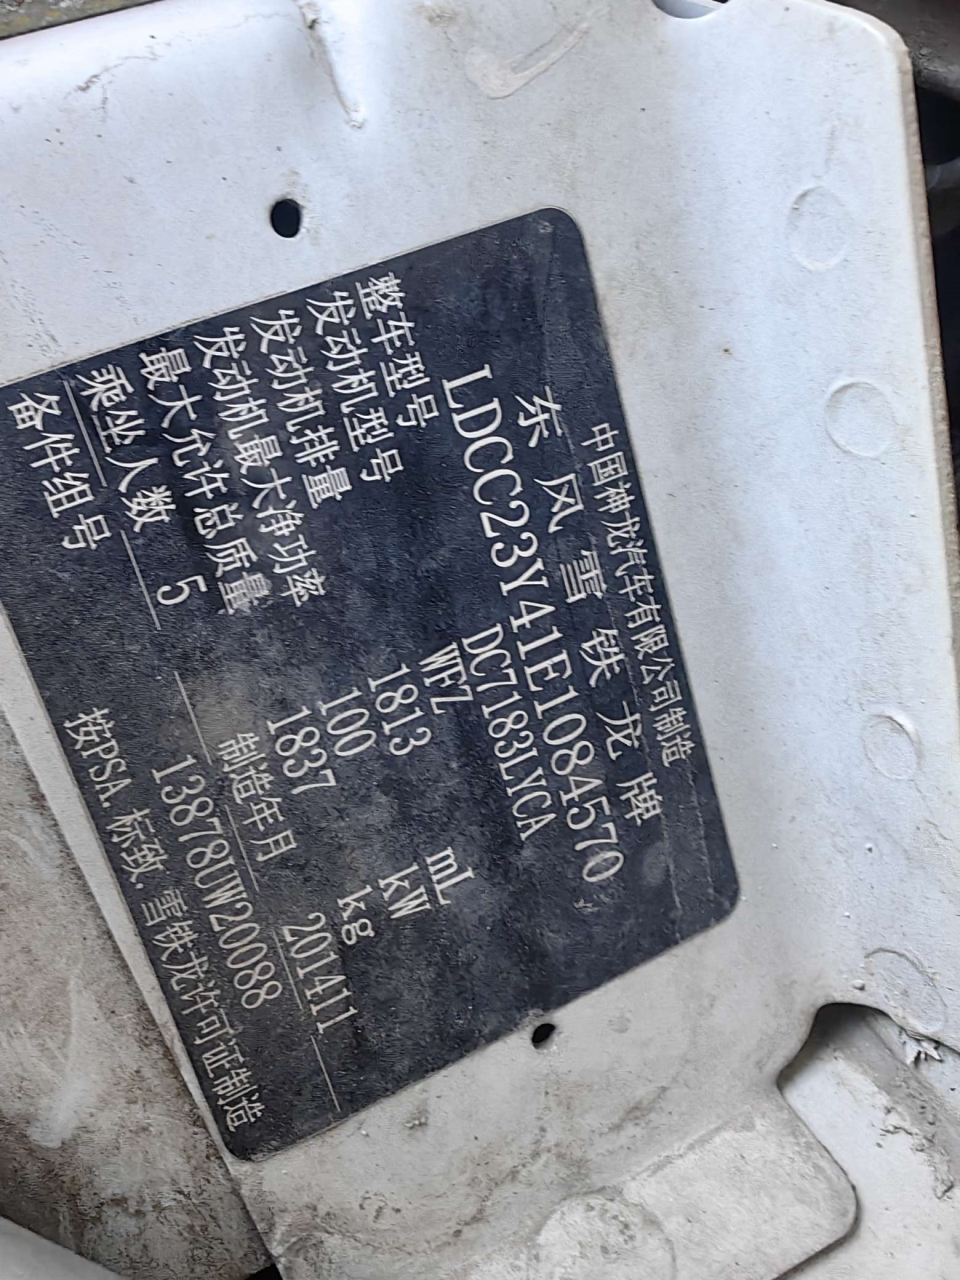 中国神龙汽车有限公司制造
东风雪铁龙牌
LDCC23Y41E1084570
整车型号 DC7183LYCA
发动机型号 WFZ
发动机排量 1813 mL
发动机最大净功率 100 kW
最大允许总质量 1837 kg
乘坐人数 5 制造年月 201411
备件组号 13878UW20088
按PSA.标致.雪铁龙许可证制造